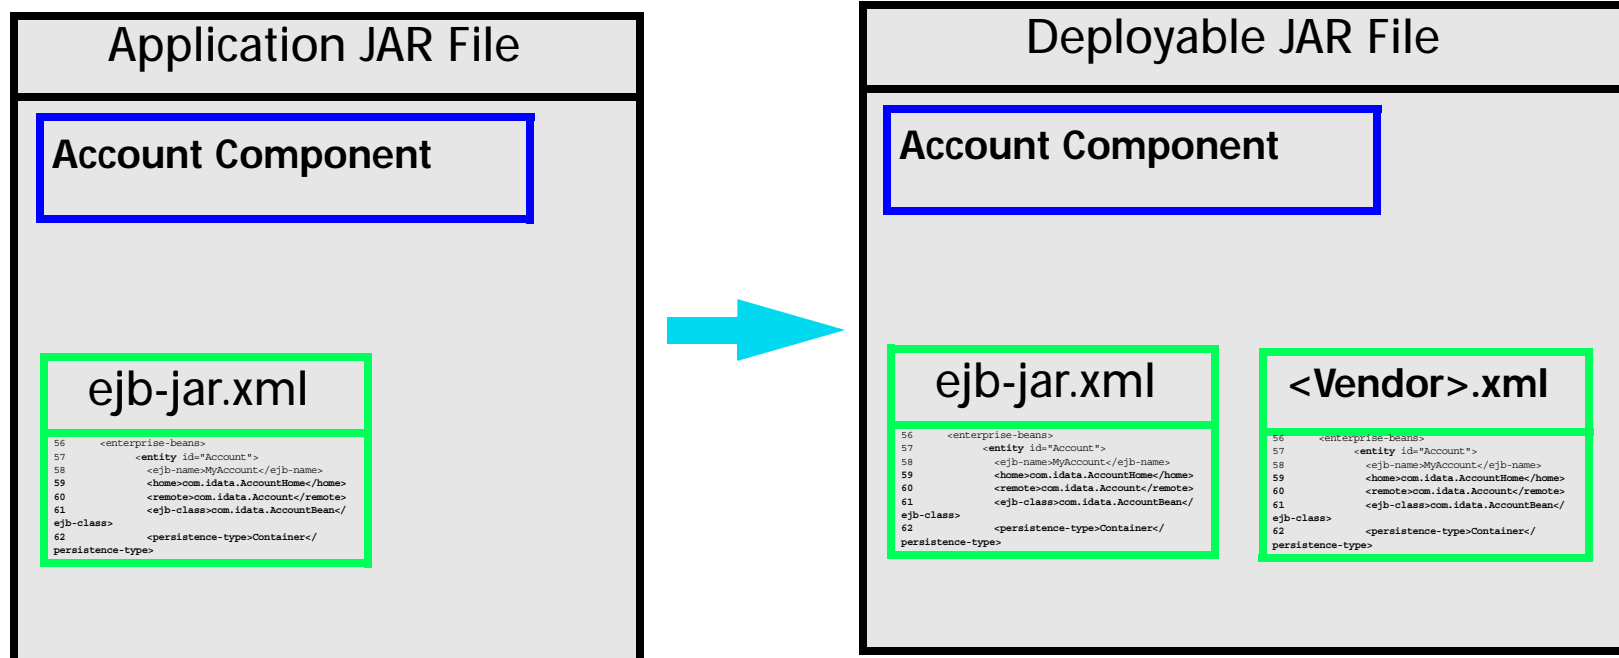 Application JAR File
Account Component
ejb-jar.xml
56 <enterprise-beans>
57 <entity id="Account">
58 <ejb-name>MyAccount</ejb-name>
59 <home>com.idata.AccountHome</home>
60 <remote>com.idata.Account</remote>
61 <ejb-class>com.idata.AccountBean</
ejb-class>
62 <persistence-type>Container</
persistence-type>
Deployable JAR File
Account Component
ejb-jar.xml
56 <enterprise-beans>
57 <entity id="Account">
58 <ejb-name>MyAccount</ejb-name>
59 <home>com.idata.AccountHome</home>
60 <remote>com.idata.Account</remote>
61 <ejb-class>com.idata.AccountBean</
ejb-class>
62 <persistence-type>Container</
persistence-type>
<Vendor>.xml
56 <enterprise-beans>
57 <entity id="Account">
58 <ejb-name>MyAccount</ejb-name>
59 <home>com.idata.AccountHome</home>
60 <remote>com.idata.Account</remote>
61 <ejb-class>com.idata.AccountBean</
ejb-class>
62 <persistence-type>Container</
persistence-type>